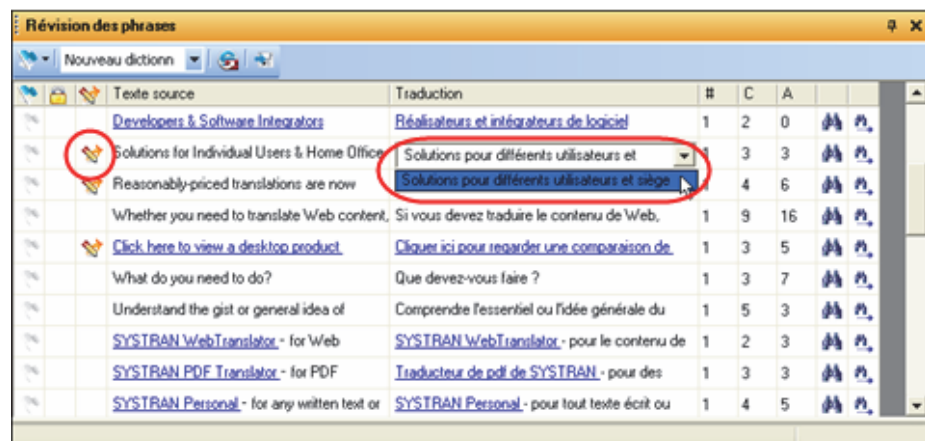 Révision des phrases
Nouveau dictionn
Texte source Traduction # C A
Developers & Software Integrators Réalisateurs et intégrateurs de logiciel 1 2 0
Solutions for Individual Users & Home Office Solutions pour différents utilisateurs et 1 3 3
Solutions pour différents utilisateurs et siège
Reasonably-priced translations are now 1 4 6
Whether you need to translate Web content, Si vous devez traduire le contenu de Web, 1 9 16
Click here to view a desktop product Cliquer ici pour regarder une comparaison de 1 3 5
What do you need to do? Que devez-vous faire ? 1 3 7
Understand the gist or general idea of Comprendre l'essentiel ou l'idée générale du 1 5 3
SYSTRAN WebTranslator - for Web SYSTRAN WebTranslator - pour le contenu de 1 2 3
SYSTRAN PDF Translator - for PDF Traducteur de pdf de SYSTRAN - pour des 1 3 3
SYSTRAN Personal - for any written text or SYSTRAN Personal - pour tout texte écrit ou 1 4 5